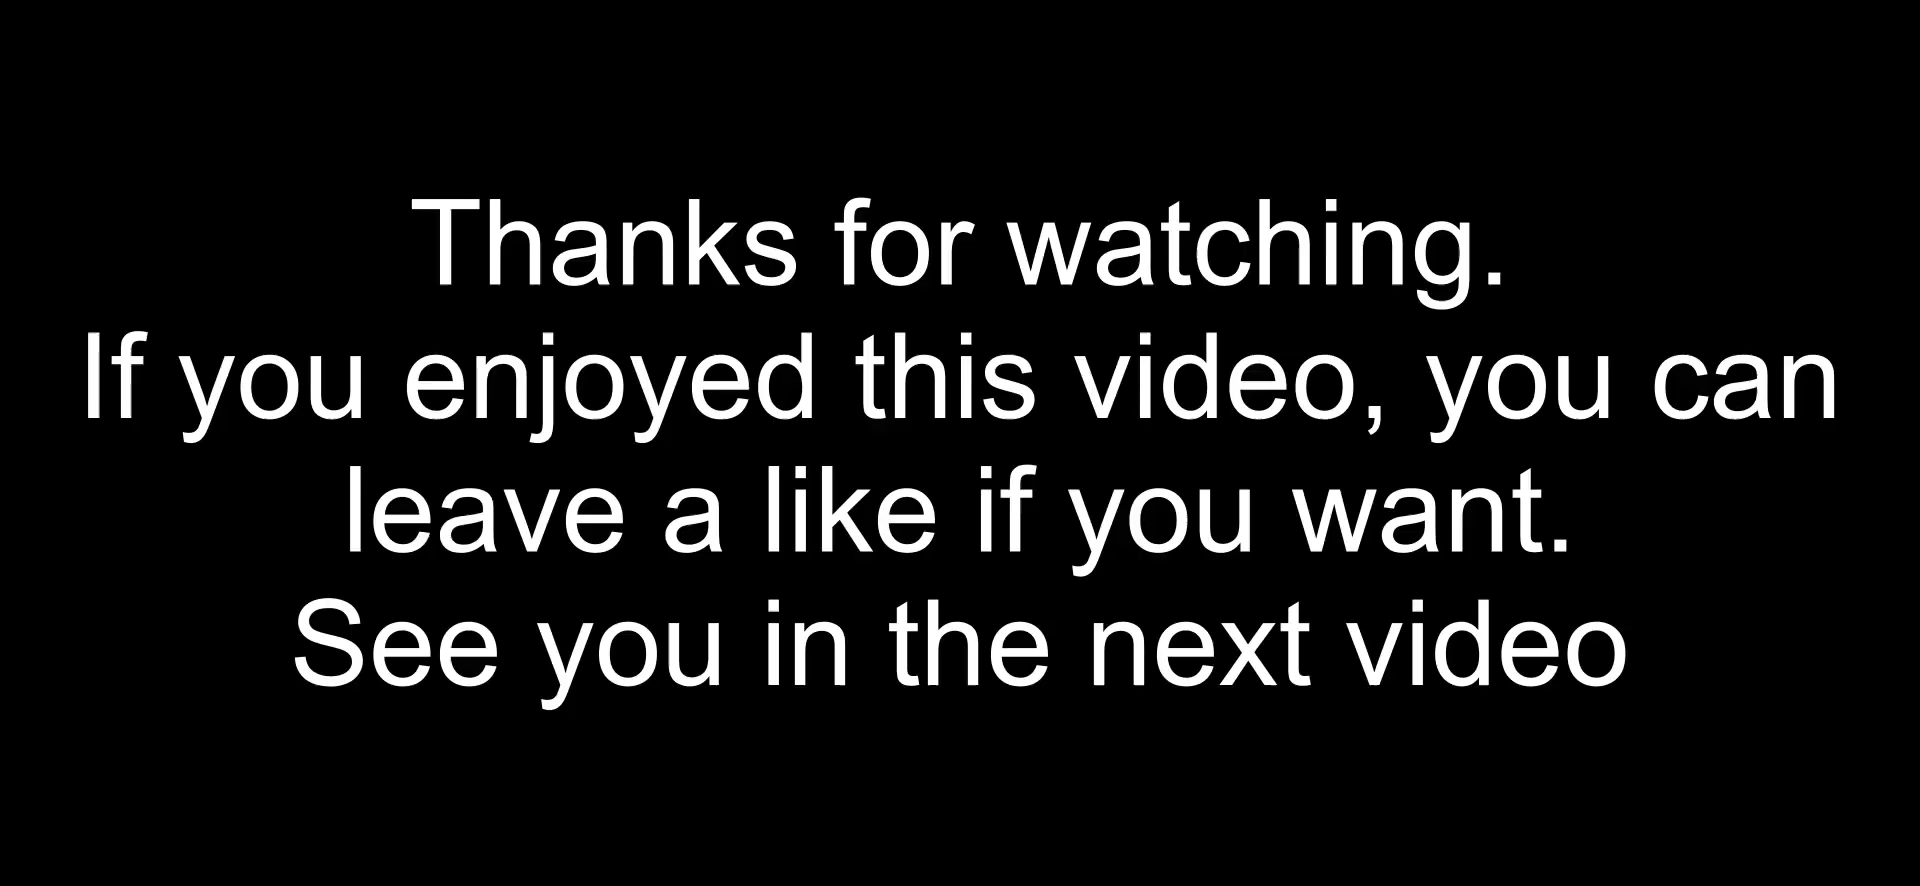 Thanks for watching.
If you enjoyed this video, you can
leave a like if you want.
See you in the next video